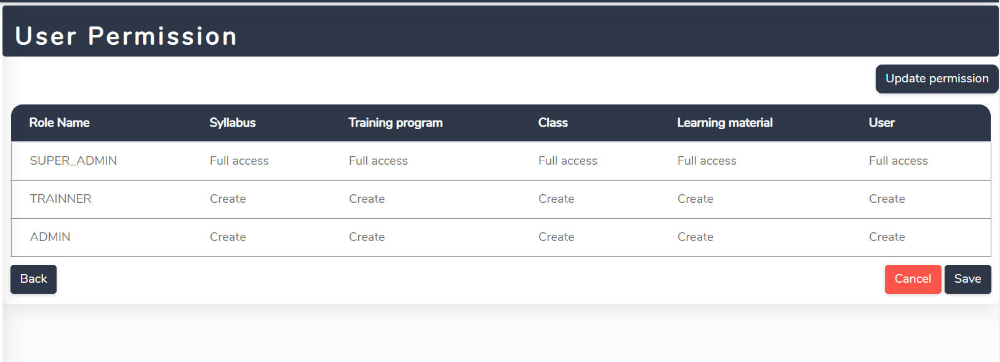 User Permission
Update permission
Role Name Syllabus Training program Class Learning material User
SUPER_ADMIN Full access Full access Full access Full access Full access
TRAINNER Create Create Create Create Create
ADMIN Create Create Create Create Create
Back Cancel Save